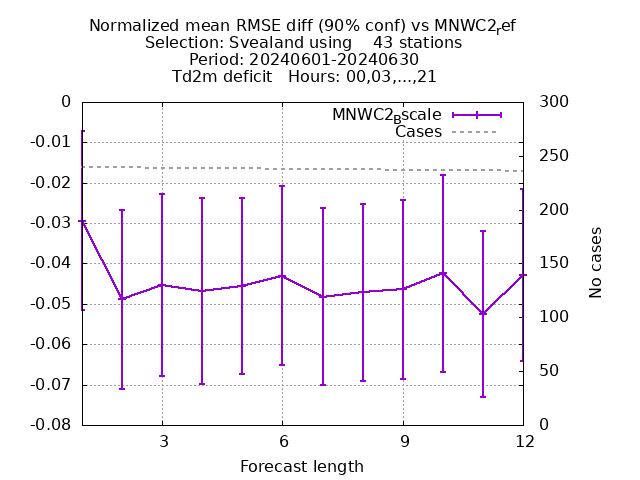 Normalized mean RMSE diff (90% conf) vs MNWC2ref
Selection: Svealand using    43 stations
Period: 20240601-20240630
Td2m deficit   Hours: 00,03,...,21
0
-0.01
-0.02
-0.03
-0.04
-0.05
-0.06
-0.07
-0.08
MNWC2Bscale
Cases
300
250
200
150
100
50
0
No cases
3
6
9
12
Forecast length